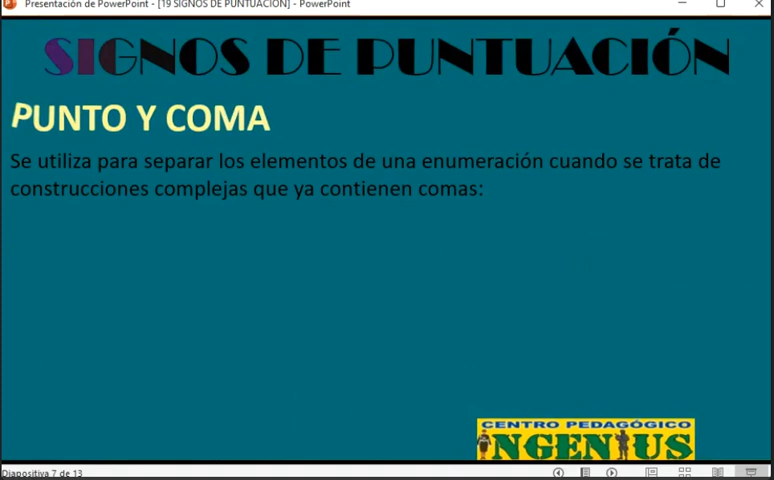 Presentación de PowerPoint - [19 SIGNOS DE PUNTUACIÓN] - PowerPoint
SIGNOS DE PUNTUACIÓN
PUNTO Y COMA
Se utiliza para separar los elementos de una enumeración cuando se trata de
construcciones complejas que ya contienen comas:
CENTRO PEDAGÓGICO
INGENIUS
Diapositiva 7 de 13